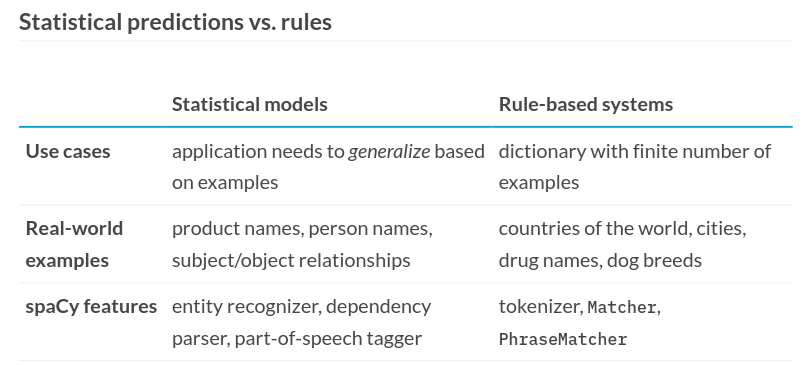 Statistical predictions vs. rules
Statistical models Rule-based systems
Use cases application needs to generalize based dictionary with finite number of
on examples examples
Real-world product names, person names, countries of the world, cities,
examples subject/object relationships drug names, dog breeds
spaCy features entity recognizer, dependency tokenizer, Matcher,
parser, part-of-speech tagger PhraseMatcher